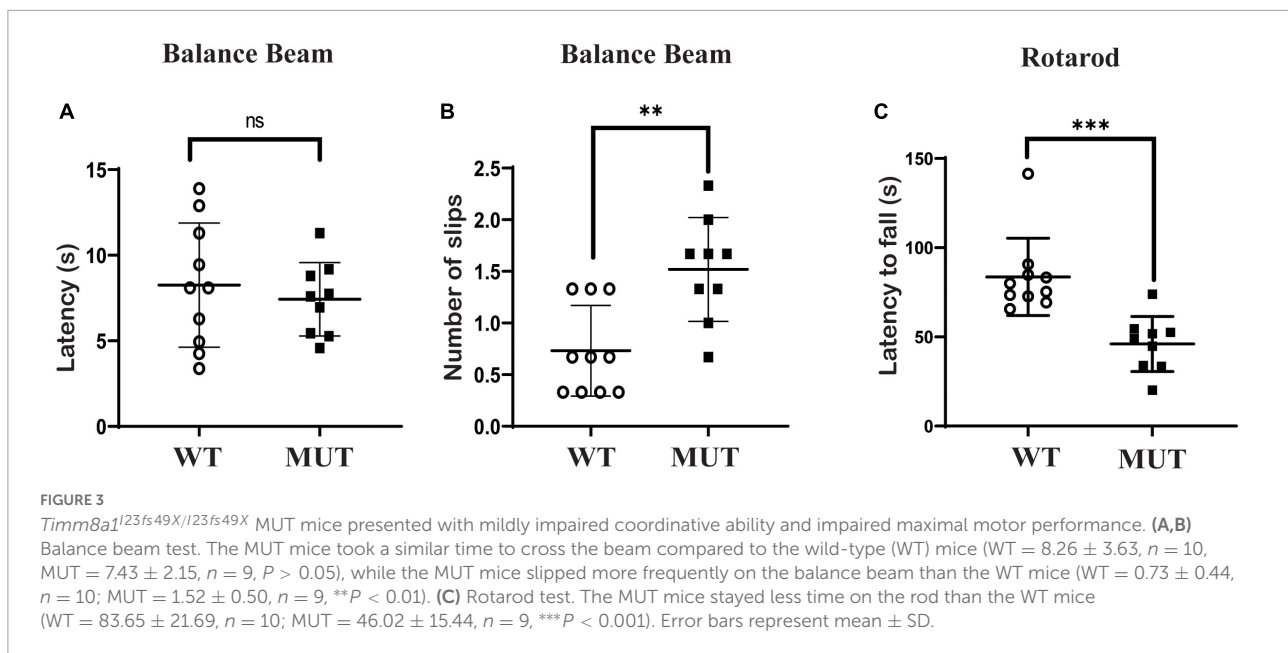 Balance Beam
A
ns
15
10
5
0
Latency (s)
WT
MUT
Balance Beam
B
**
2.5
2.0
1.5
1.0
0.5
0.0
Number of slips
WT
MUT
Rotarod
C
***
150
100
50
0
Latency to fall (s)
WT
MUT
FIGURE 3
Timm8a1I23fs49X/I23fs49X MUT mice presented with mildly impaired coordinative ability and impaired maximal motor performance. (A,B)
Balance beam test. The MUT mice took a similar time to cross the beam compared to the wild-type (WT) mice (WT = 8.26 ± 3.63, n = 10,
MUT = 7.43 ± 2.15, n = 9, P > 0.05), while the MUT mice slipped more frequently on the balance beam than the WT mice (WT = 0.73 ± 0.44,
n = 10; MUT = 1.52 ± 0.50, n = 9, **P < 0.01). (C) Rotarod test. The MUT mice stayed less time on the rod than the WT mice
(WT = 83.65 ± 21.69, n = 10; MUT = 46.02 ± 15.44, n = 9, ***P < 0.001). Error bars represent mean ± SD.